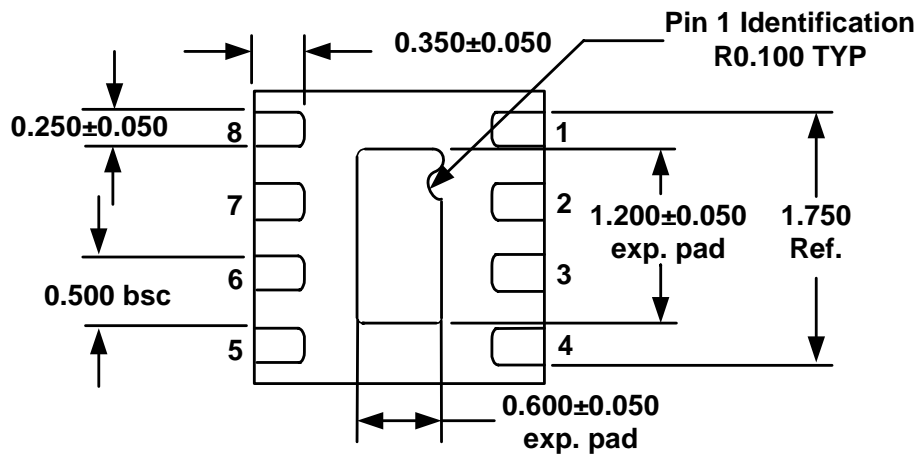 Pin 1 Identification
R0.100 TYP
0.350±0.050
0.250±0.050
8
1
7
2
1.200±0.050
exp. pad
1.750
Ref.
6
3
0.500 bsc
5
4
0.600±0.050
exp. pad